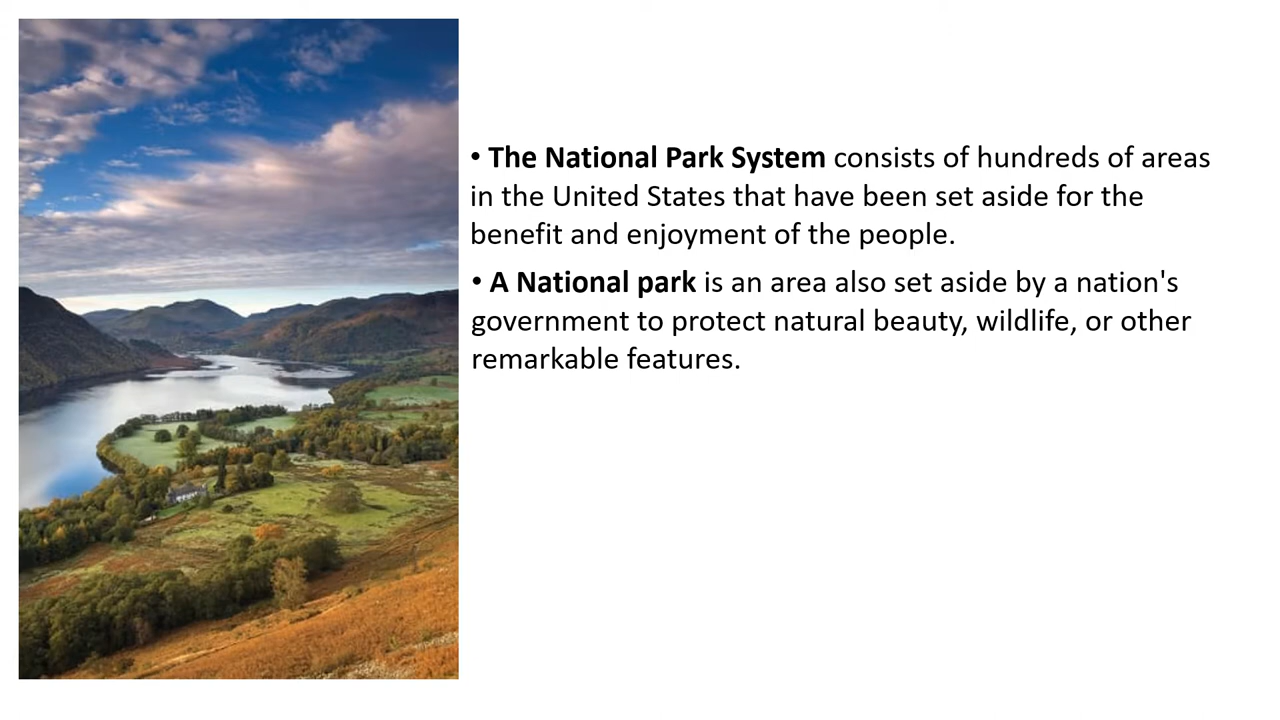 • The National Park System consists of hundreds of areas
in the United States that have been set aside for the
benefit and enjoyment of the people.
• A National park is an area also set aside by a nation's
government to protect natural beauty, wildlife, or other
remarkable features.